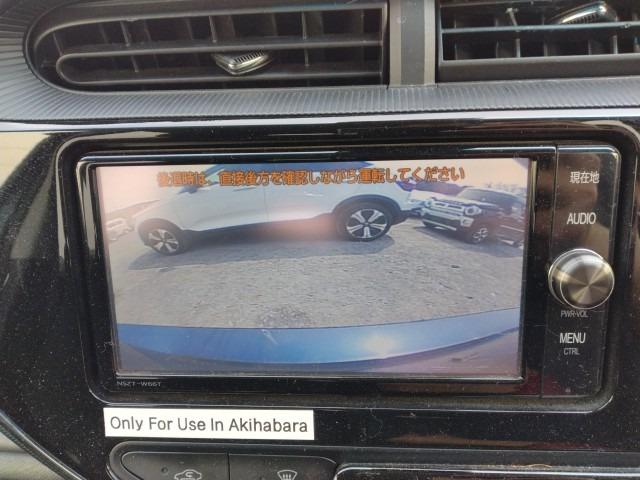 後退時は、直接後方を確認しながら運転してください
現在地
AUDIO
PWR-VOL
MENU
CTRL
NSZT-W66T
Only For Use In Akihabara